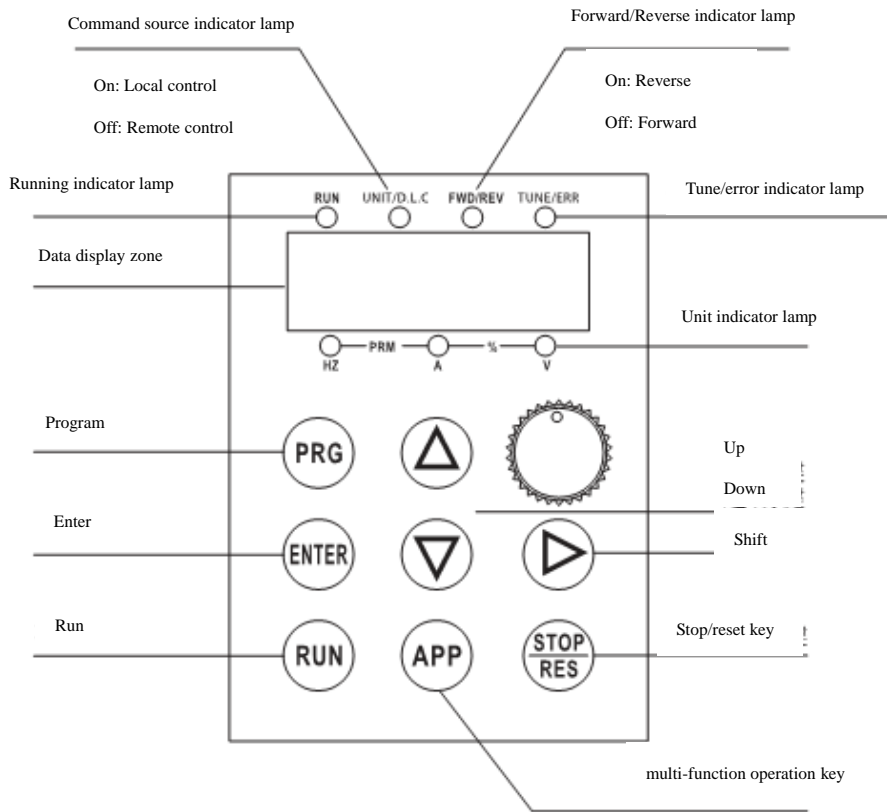 Command source indicator lamp
Forward/Reverse indicator lamp
On: Local control
On: Reverse
Off: Remote control
Off: Forward
Running indicator lamp
Tune/error indicator lamp
RUN UNIT/D.L.C FWD/REV TUNE/ERR
Data display zone
Unit indicator lamp
PRM %
HZ A V
Program
PRG
Up
Down
Enter
ENTER
Shift
Run
Stop/reset key
RUN
APP
STOP
RES
multi-function operation key